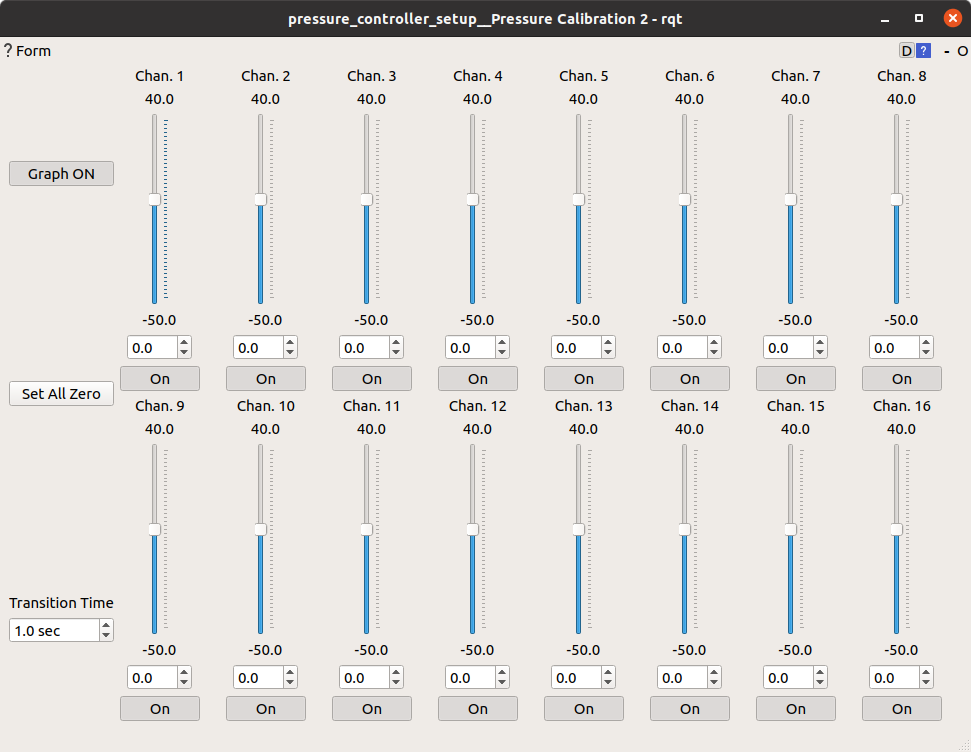 pressure_controller_setup__Pressure Calibration 2 - rqt
? Form D ? - O
Chan. 1 Chan. 2 Chan. 3 Chan. 4 Chan. 5 Chan. 6 Chan. 7 Chan. 8
40.0 40.0 40.0 40.0 40.0 40.0 40.0 40.0
Graph ON
-50.0 -50.0 -50.0 -50.0 -50.0 -50.0 -50.0 -50.0
0.0 0.0 0.0 0.0 0.0 0.0 0.0 0.0
On On On On On On On On
Set All Zero
Chan. 9 Chan. 10 Chan. 11 Chan. 12 Chan. 13 Chan. 14 Chan. 15 Chan. 16
40.0 40.0 40.0 40.0 40.0 40.0 40.0 40.0
Transition Time
1.0 sec
-50.0 -50.0 -50.0 -50.0 -50.0 -50.0 -50.0 -50.0
0.0 0.0 0.0 0.0 0.0 0.0 0.0 0.0
On On On On On On On On